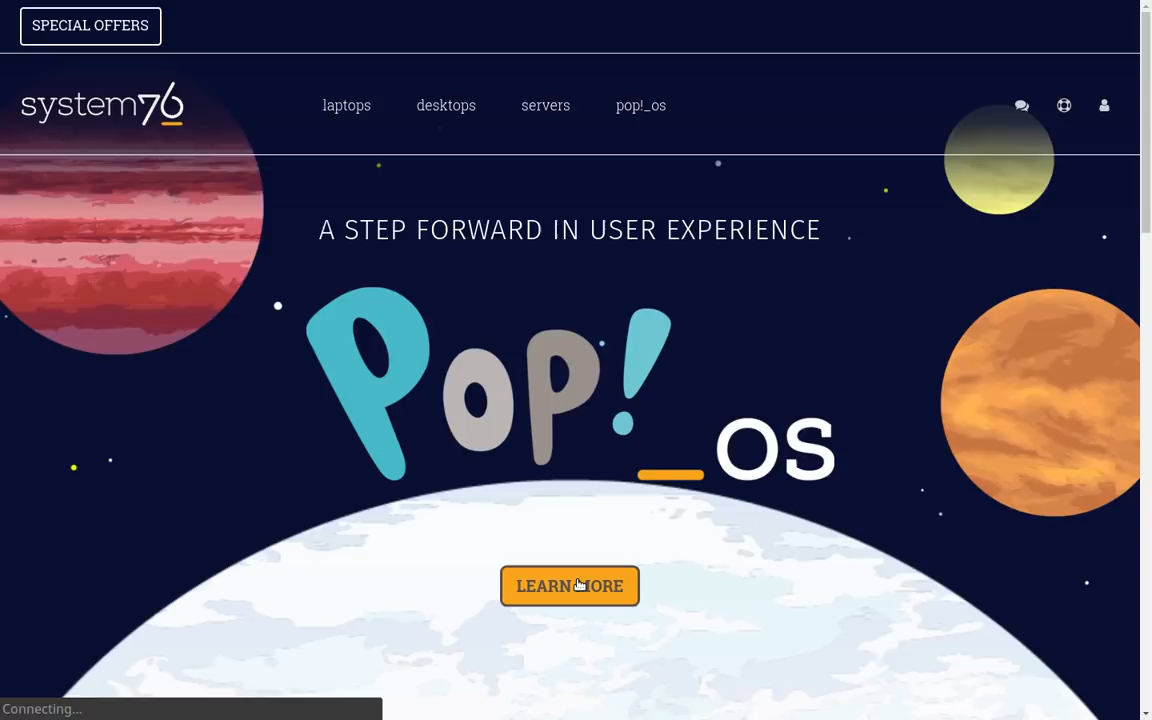 SPECIAL OFFERS
system76
laptops desktops servers pop!_os
A STEP FORWARD IN USER EXPERIENCE
Pop!_OS
LEARN MORE
Connecting...